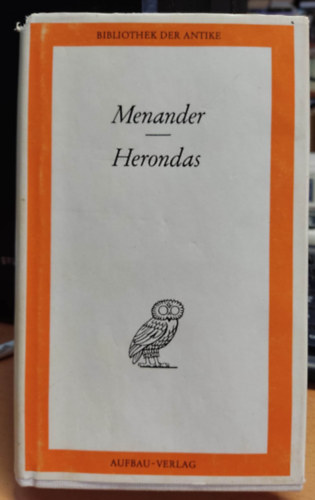 BIBLIOTHEK DER ANTIKE
Menander
Herondas
AUFBAU-VERLAG